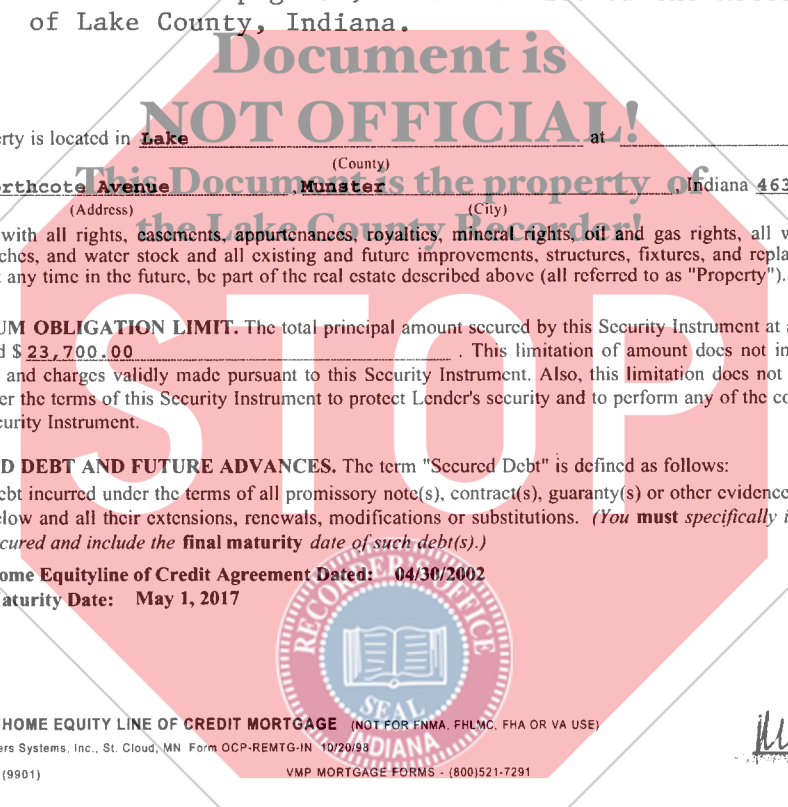 of Lake County, Indiana.
Document is
NOT OFFICIAL!
This Document is the property of
the Lake County Recorder!
STOP
erty is located in Lake at
(County)
orthcote Avenue , Munster , Indiana 463
(Address) (City)
with all rights, easements, appurtenances, royalties, mineral rights, oil and gas rights, all w
ches, and water stock and all existing and future improvements, structures, fixtures, and repla
t any time in the future, be part of the real estate described above (all referred to as "Property").
UM OBLIGATION LIMIT. The total principal amount secured by this Security Instrument at a
d $ 23,700.00 . This limitation of amount does not in
and charges validly made pursuant to this Security Instrument. Also, this limitation does not
er the terms of this Security Instrument to protect Lender's security and to perform any of the co
curity Instrument.
D DEBT AND FUTURE ADVANCES. The term "Secured Debt" is defined as follows:
ebt incurred under the terms of all promissory note(s), contract(s), guaranty(s) or other evidence
elow and all their extensions, renewals, modifications or substitutions. (You must specifically i
cured and include the final maturity date of such debt(s).)
ome Equityline of Credit Agreement Dated: 04/30/2002
aturity Date: May 1, 2017
RECORDER'S OFFICE
SEAL
INDIANA
HOME EQUITY LINE OF CREDIT MORTGAGE (NOT FOR FNMA, FHLMC, FHA OR VA USE)
ers Systems, Inc., St. Cloud, MN Form OCP-REMTG-IN 10/20/98
(9901) VMP MORTGAGE FORMS - (800)521-7291